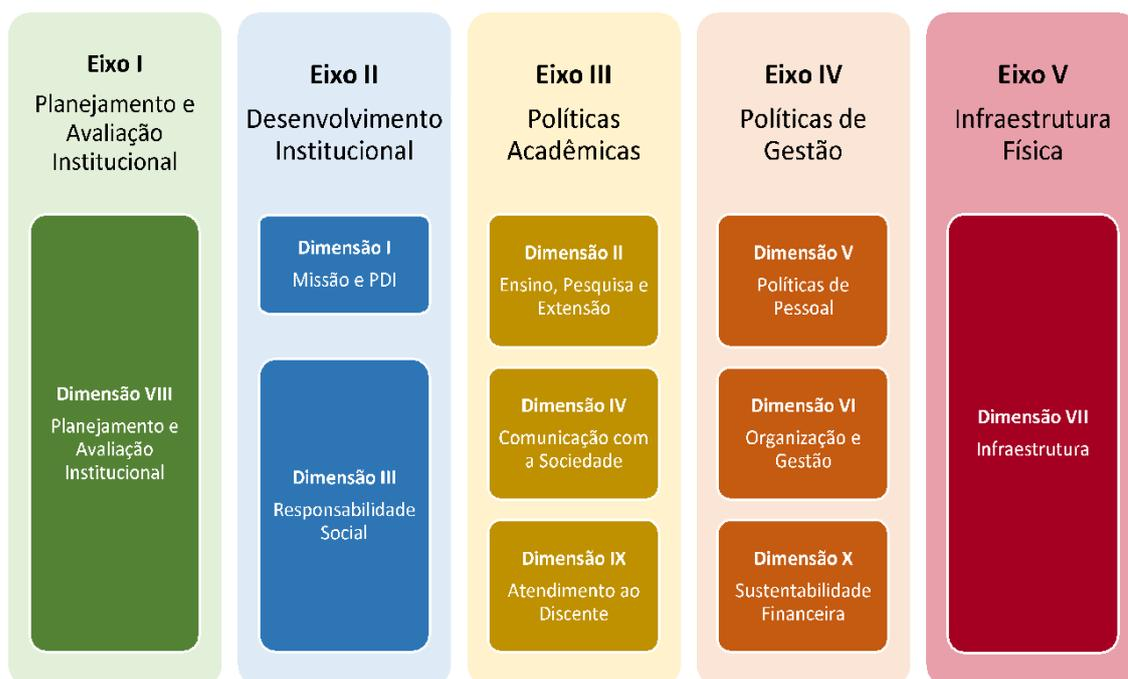 Eixo I
Planejamento e
Avaliação
Institucional
Dimensão VIII
Planejamento e
Avaliação
Institucional
Eixo II
Desenvolvimento
Institucional
Dimensão I
Missão e PDI
Dimensão III
Responsabilidade
Social
Eixo III
Políticas
Acadêmicas
Dimensão II
Ensino, Pesquisa e
Extensão
Dimensão IV
Comunicação com
a Sociedade
Dimensão IX
Atendimento ao
Discente
Eixo IV
Políticas de
Gestão
Dimensão V
Políticas de
Pessoal
Dimensão VI
Organização e
Gestão
Dimensão X
Sustentabilidade
Financeira
Eixo V
Infraestrutura
Física
Dimensão VII
Infraestrutura